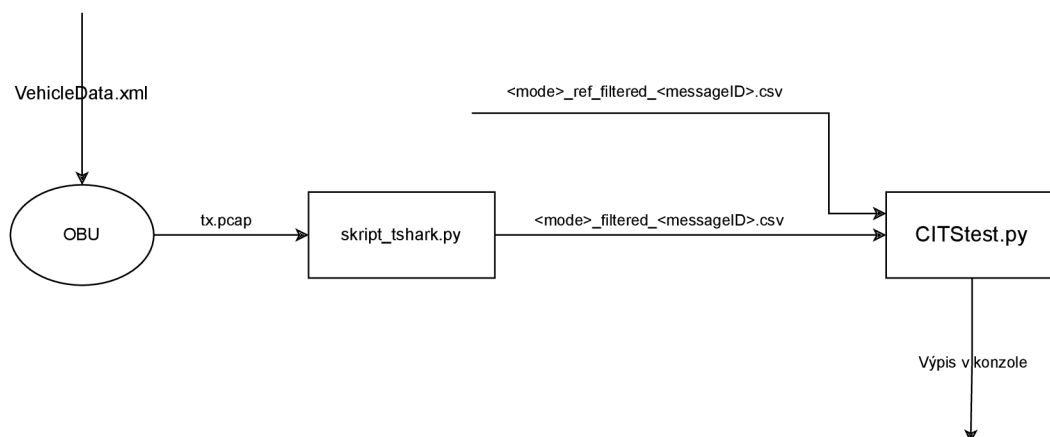 VehicleData.xml
<mode>_ref_filtered_<messageID>.csv
OBU
tx.pcap
skript_tshark.py
<mode>_filtered_<messageID>.csv
CITStest.py
Výpis v konzole